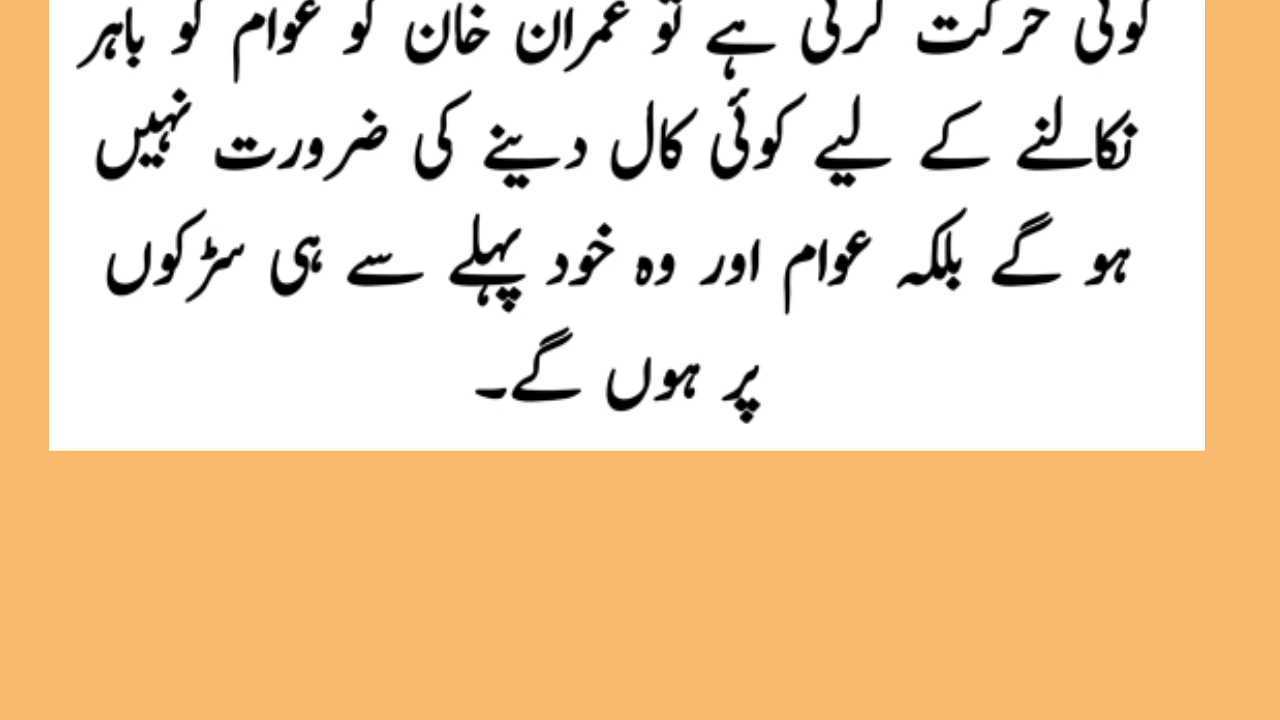 کوئی حرکت کرتی ہے تو عمران خان کو عوام کو باہر
نکالنے کے لیے کوئی کال دینے کی ضرورت نہیں
ہو گے بلکہ عوام اور وہ خود پہلے سے ہی سڑکوں
پر ہوں گے۔